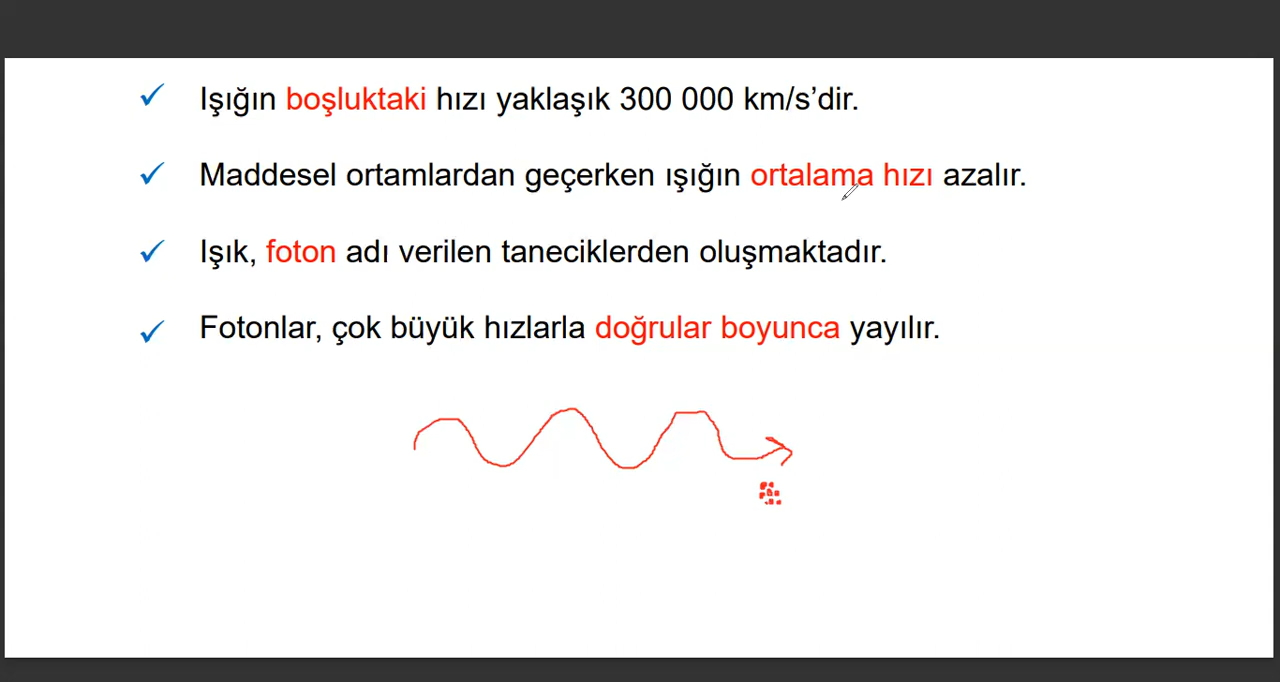 Işığın boşluktaki hızı yaklaşık 300 000 km/s’dir.
Maddesel ortamlardan geçerken ışığın ortalama hızı azalır.
Işık, foton adı verilen taneciklerden oluşmaktadır.
Fotonlar, çok büyük hızlarla doğrular boyunca yayılır.